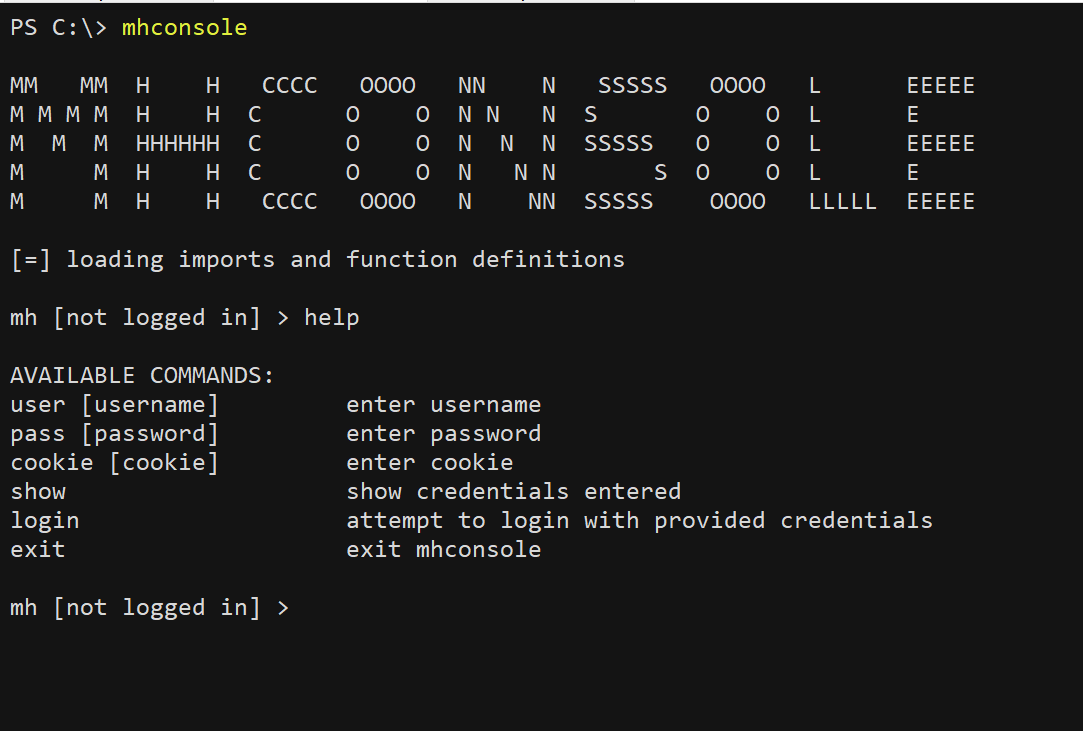 PS C:\> mhconsole
MM   MM  H    H   CCCC   OOOO   NN    N   SSSSS   OOOO   L      EEEEE
M M M M  H    H  C      O    O  N N   N  S       O    O  L      E
M  M  M  HHHHHH  C      O    O  N  N  N  SSSSS   O    O  L      EEEEE
M     M  H    H  C      O    O  N   N N       S  O    O  L      E
M     M  H    H   CCCC   OOOO   N    NN  SSSSS    OOOO   LLLLL  EEEEE
[=] loading imports and function definitions
mh [not logged in] > help
AVAILABLE COMMANDS:
user [username]         enter username
pass [password]         enter password
cookie [cookie]         enter cookie
show                    show credentials entered
login                   attempt to login with provided credentials
exit                    exit mhconsole
mh [not logged in] >